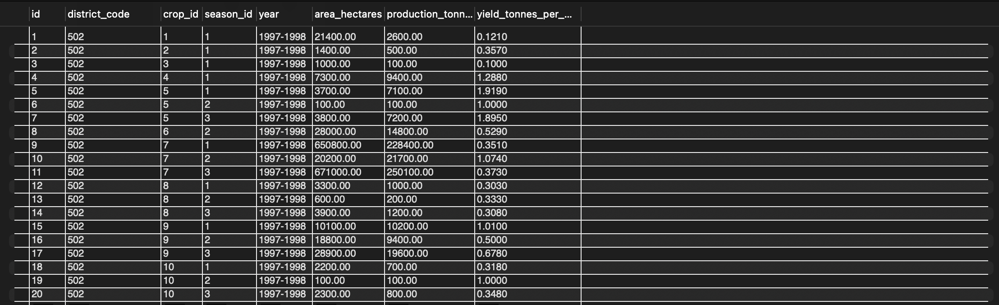 id district_code crop_id season_id year area_hectares production_tonn... yield_tonnes_per_...
1 502 1 1 1997-1998 21400.00 2600.00 0.1210
2 502 2 1 1997-1998 1400.00 500.00 0.3570
3 502 3 1 1997-1998 1000.00 100.00 0.1000
4 502 4 1 1997-1998 7300.00 9400.00 1.2880
5 502 5 1 1997-1998 3700.00 7100.00 1.9190
6 502 5 2 1997-1998 100.00 100.00 1.0000
7 502 5 3 1997-1998 3800.00 7200.00 1.8950
8 502 6 2 1997-1998 28000.00 14800.00 0.5290
9 502 7 1 1997-1998 650800.00 228400.00 0.3510
10 502 7 2 1997-1998 20200.00 21700.00 1.0740
11 502 7 3 1997-1998 671000.00 250100.00 0.3730
12 502 8 1 1997-1998 3300.00 1000.00 0.3030
13 502 8 2 1997-1998 600.00 200.00 0.3330
14 502 8 3 1997-1998 3900.00 1200.00 0.3080
15 502 9 1 1997-1998 10100.00 10200.00 1.0100
16 502 9 2 1997-1998 18800.00 9400.00 0.5000
17 502 9 3 1997-1998 28900.00 19600.00 0.6780
18 502 10 1 1997-1998 2200.00 700.00 0.3180
19 502 10 2 1997-1998 100.00 100.00 1.0000
20 502 10 3 1997-1998 2300.00 800.00 0.3480